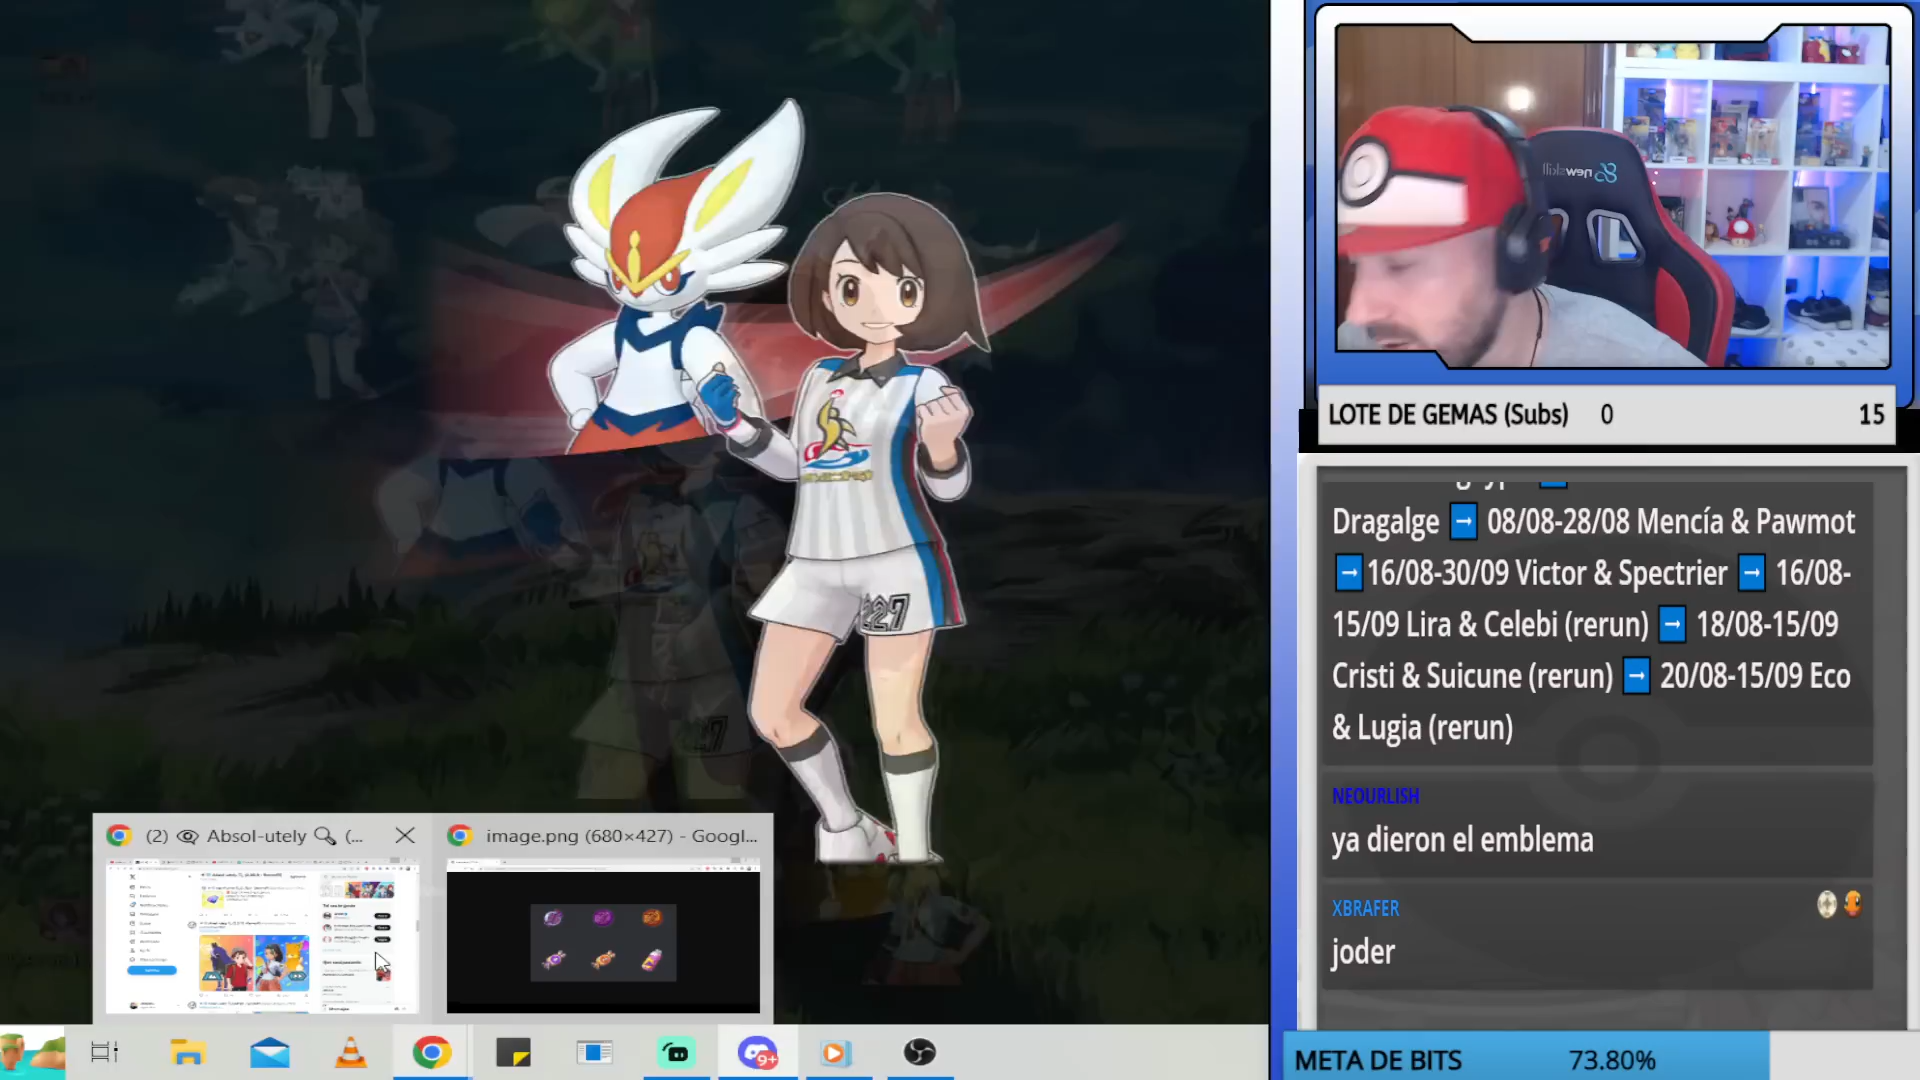 newskill
LOTE DE GEMAS (Subs) 0 15
Dragalge ➡ 08/08-28/08 Mencía & Pawmot
➡ 16/08-30/09 Victor & Spectrier ➡ 16/08-
15/09 Lira & Celebi (rerun) ➡ 18/08-15/09
Cristi & Suicune (rerun) ➡ 20/08-15/09 Eco
& Lugia (rerun)
NEOURLISH
ya dieron el emblema
XBRAFER
joder
META DE BITS 73.80%
227
(2) 👁 Absol-utely 🔍 (...
image.png (680×427) - Googl...
9+